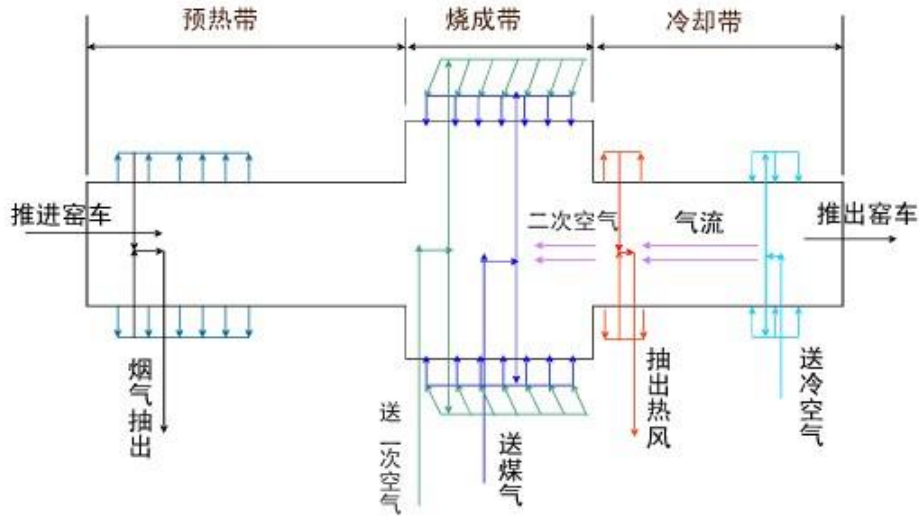 预热带
烧成带
冷却带
推进窑车
二次空气
气流
推出窑车
烟气抽出
送一次空气
送煤气
抽出热风
送冷空气